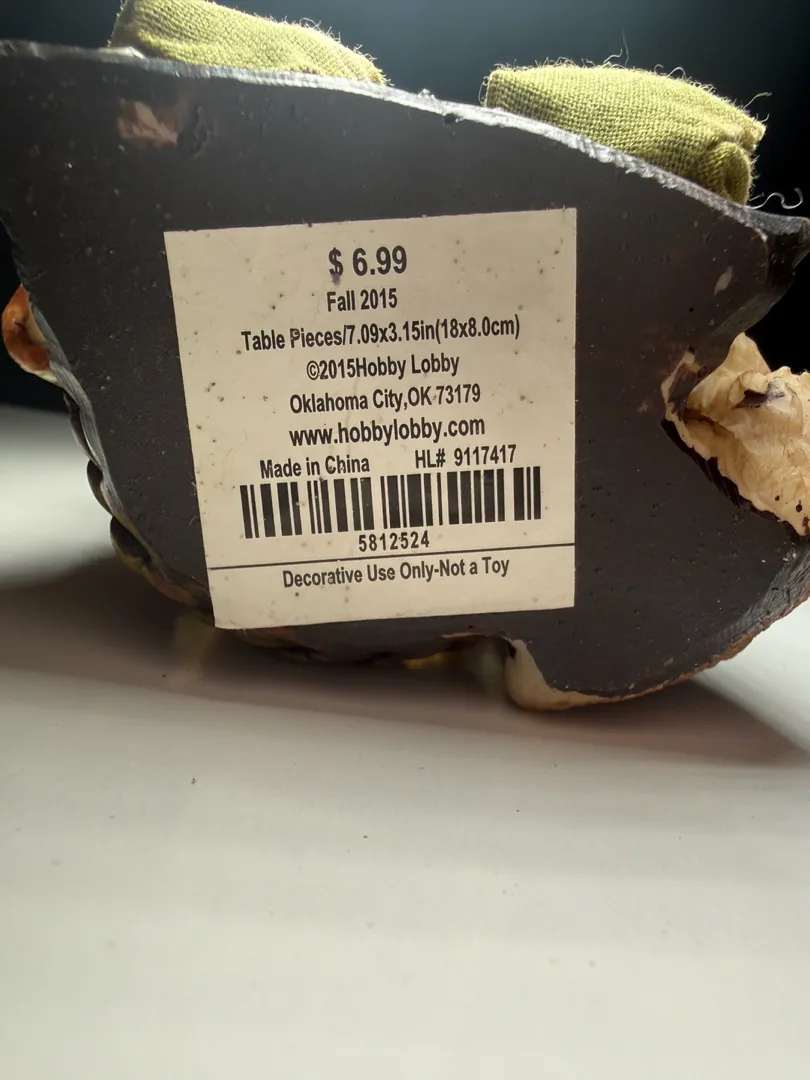 $ 6.99
Fall 2015
Table Pieces/7.09x3.15in(18x8.0cm)
©2015Hobby Lobby
Oklahoma City,OK 73179
www.hobbylobby.com
Made in China HL# 9117417
5812524
Decorative Use Only-Not a Toy